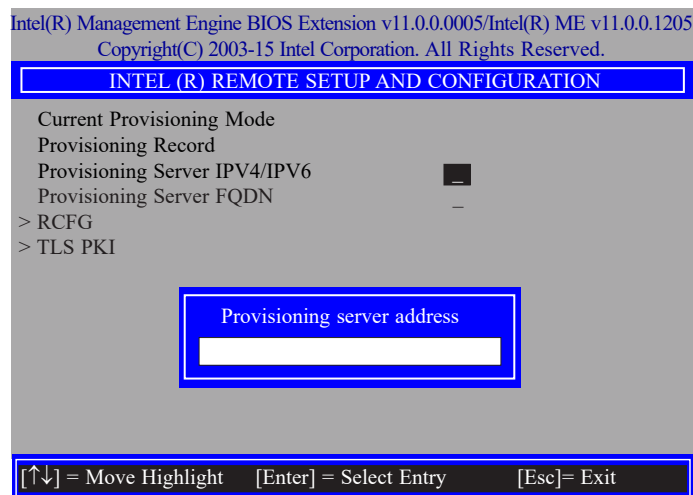 Intel(R) Management Engine BIOS Extension v11.0.0.0005/Intel(R) ME v11.0.0.1205
Copyright(C) 2003-15 Intel Corporation. All Rights Reserved.
INTEL (R) REMOTE SETUP AND CONFIGURATION
Current Provisioning Mode
Provisioning Record
Provisioning Server IPV4/IPV6 _
Provisioning Server FQDN _
> RCFG
> TLS PKI
Provisioning server address
[↑↓] = Move Highlight [Enter] = Select Entry [Esc]= Exit